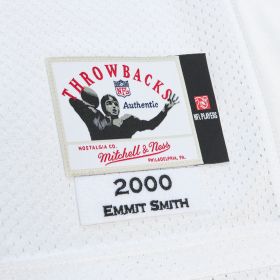 THROWBACKS
NFL
Authentic
NOSTALGIA CO.
Mitchell & Ness
PHILADELPHIA, PA.
NFL PLAYERS
2000
EMMIT SMITH